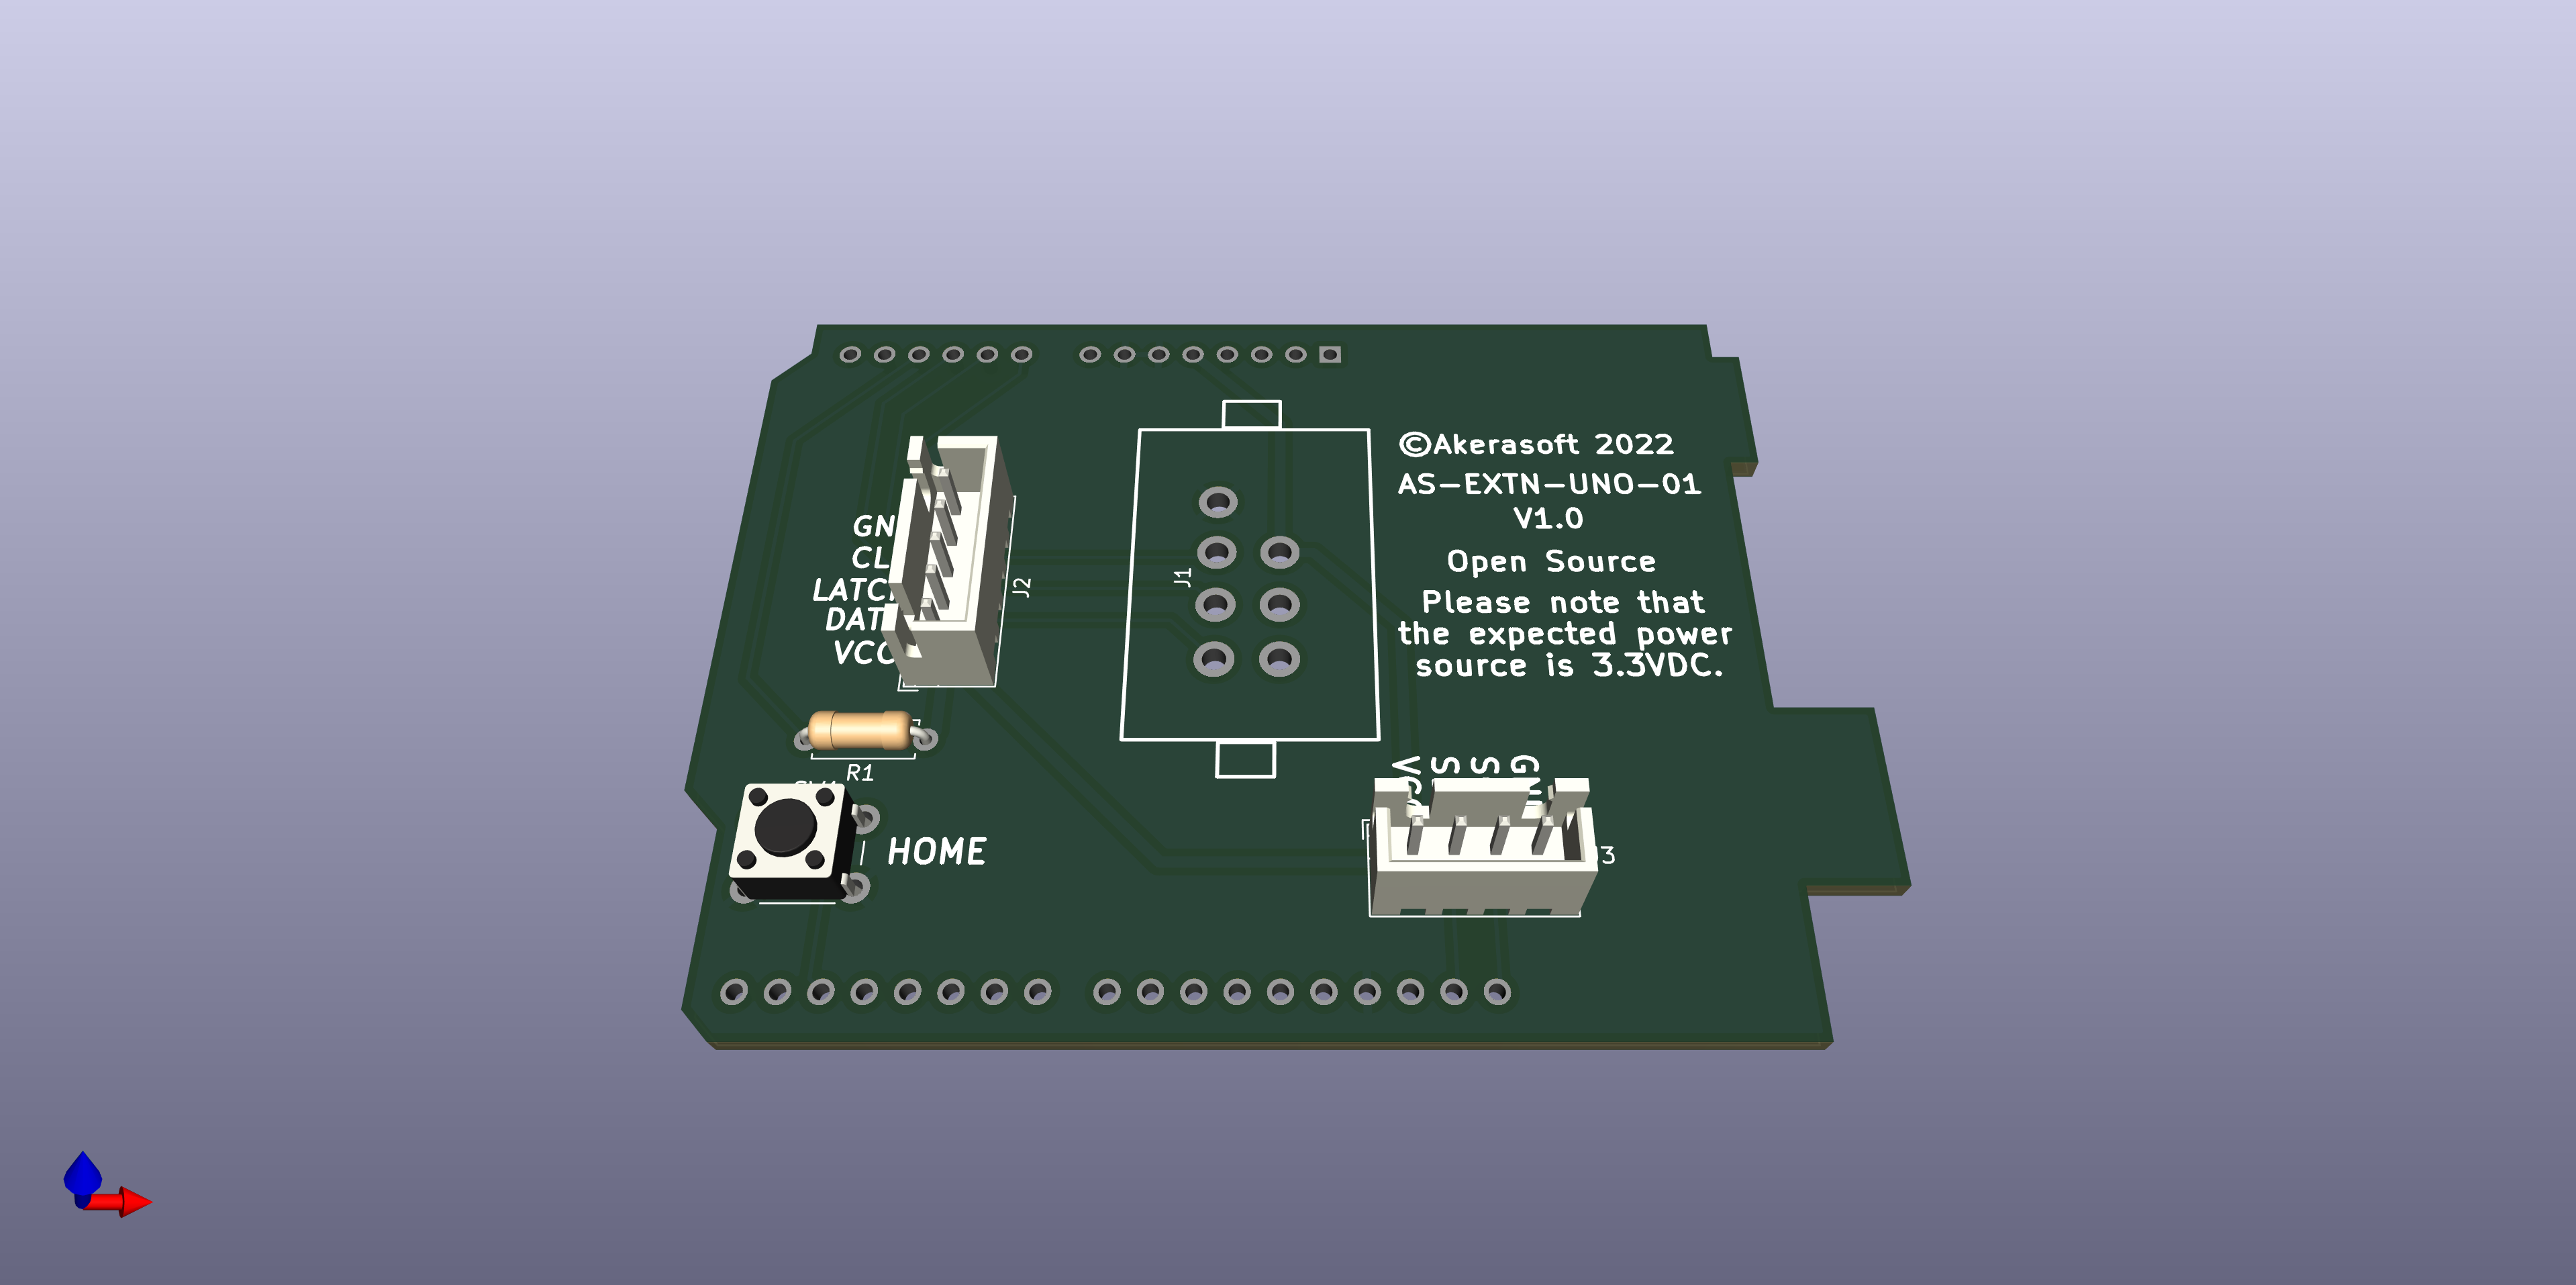 ©Akerasoft 2022
AS-EXTN-UNO-01
V1.0
Open Source
Please note that
the expected power
source is 3.3VDC.
J1
J2
VCC
R1
HOME